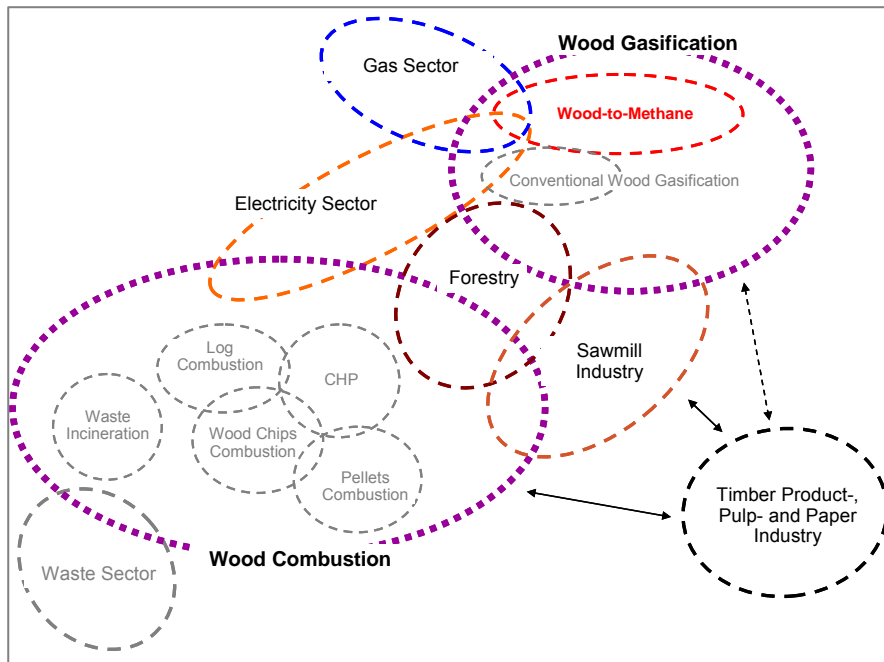 Wood Gasification
Gas Sector
Wood-to-Methane
Conventional Wood Gasification
Electricity Sector
Forestry
Log
Combustion
CHP
Sawmill
Industry
Waste
Incineration
Wood Chips
Combustion
Pellets
Combustion
Timber Product-,
Pulp- and Paper
Industry
Wood Combustion
Waste Sector